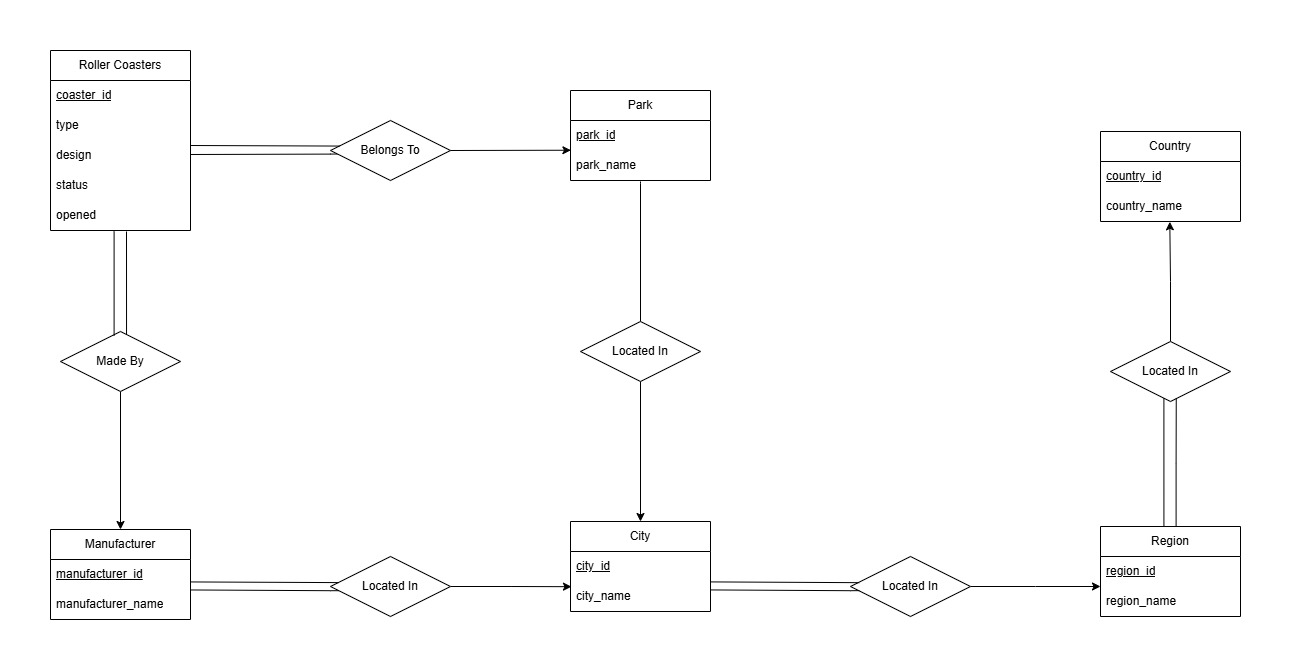 Roller Coasters
coaster_id
type
design
status
opened
Belongs To
Park
park_id
park_name
Country
country_id
country_name
Made By
Located In
Located In
Manufacturer
manufacturer_id
manufacturer_name
Located In
City
city_id
city_name
Located In
Region
region_id
region_name